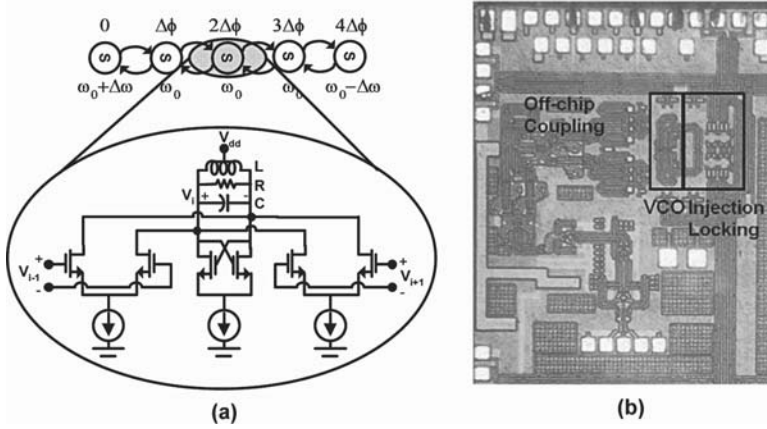 0 Δϕ 2Δϕ 3Δϕ 4Δϕ
S S S S S
ω₀+Δω ω₀ ω₀ ω₀ ω₀-Δω
Vdd
L
R
Vi + - C
+ +
Vi-1 Vi+1
- -
(a)
Off-chip
Coupling
VCO Injection
Locking
(b)